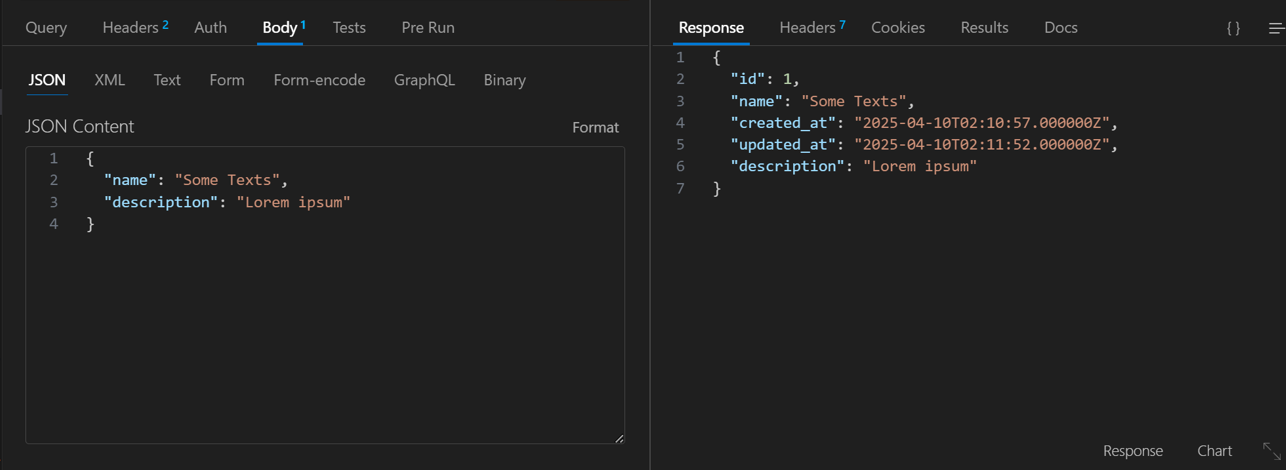 Query Headers 2 Auth Body 1 Tests Pre Run
JSON XML Text Form Form-encode GraphQL Binary
JSON Content Format
1 {
2 "name": "Some Texts",
3 "description": "Lorem ipsum"
4 }
Response Headers 7 Cookies Results Docs { }
1 {
2 "id": 1,
3 "name": "Some Texts",
4 "created_at": "2025-04-10T02:10:57.000000Z",
5 "updated_at": "2025-04-10T02:11:52.000000Z",
6 "description": "Lorem ipsum"
7 }
Response Chart